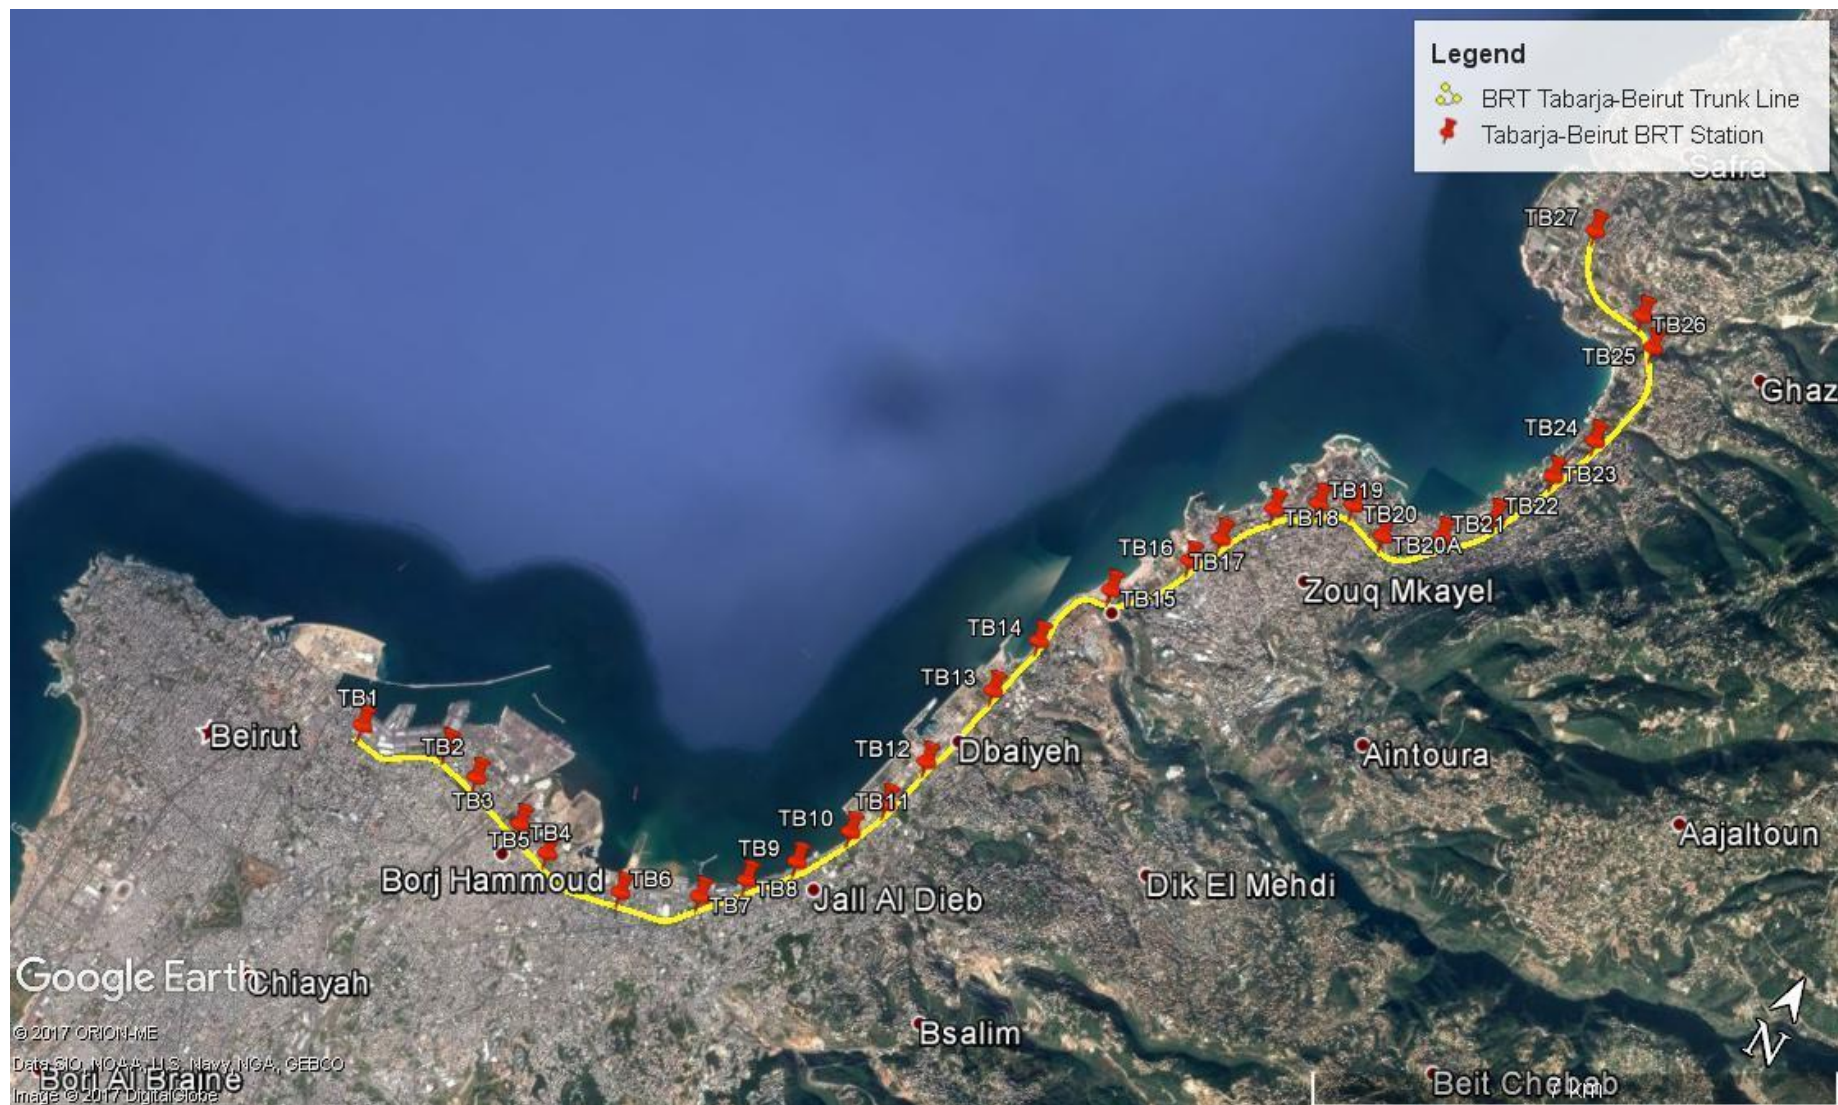 Legend
BRT Tabarja-Beirut Trunk Line
Tabarja-Beirut BRT Station
Safra
TB27
TB26
TB25
Ghaz
TB24
TB23
TB22
TB19
TB18
TB20
TB21
TB20A
TB16
TB17
Zouq Mkayel
TB15
TB14
TB13
TB1
Beirut
TB2
TB12
Dbaiyeh
Aintoura
TB3
TB11
TB10
TB5
TB4
Aajaltoun
TB9
Borj Hammoud
TB6
TB8
TB7
Jall Al Dieb
Dik El Mehdi
Google Earth
Chiayah
© 2017 ORION-ME
Bsalim
N
Data SIO, NOAA, U.S. Navy, NGA, GEBCO
Borj Al Braine
Image © 2017 DigitalGlobe
Beit Chebab
7 km